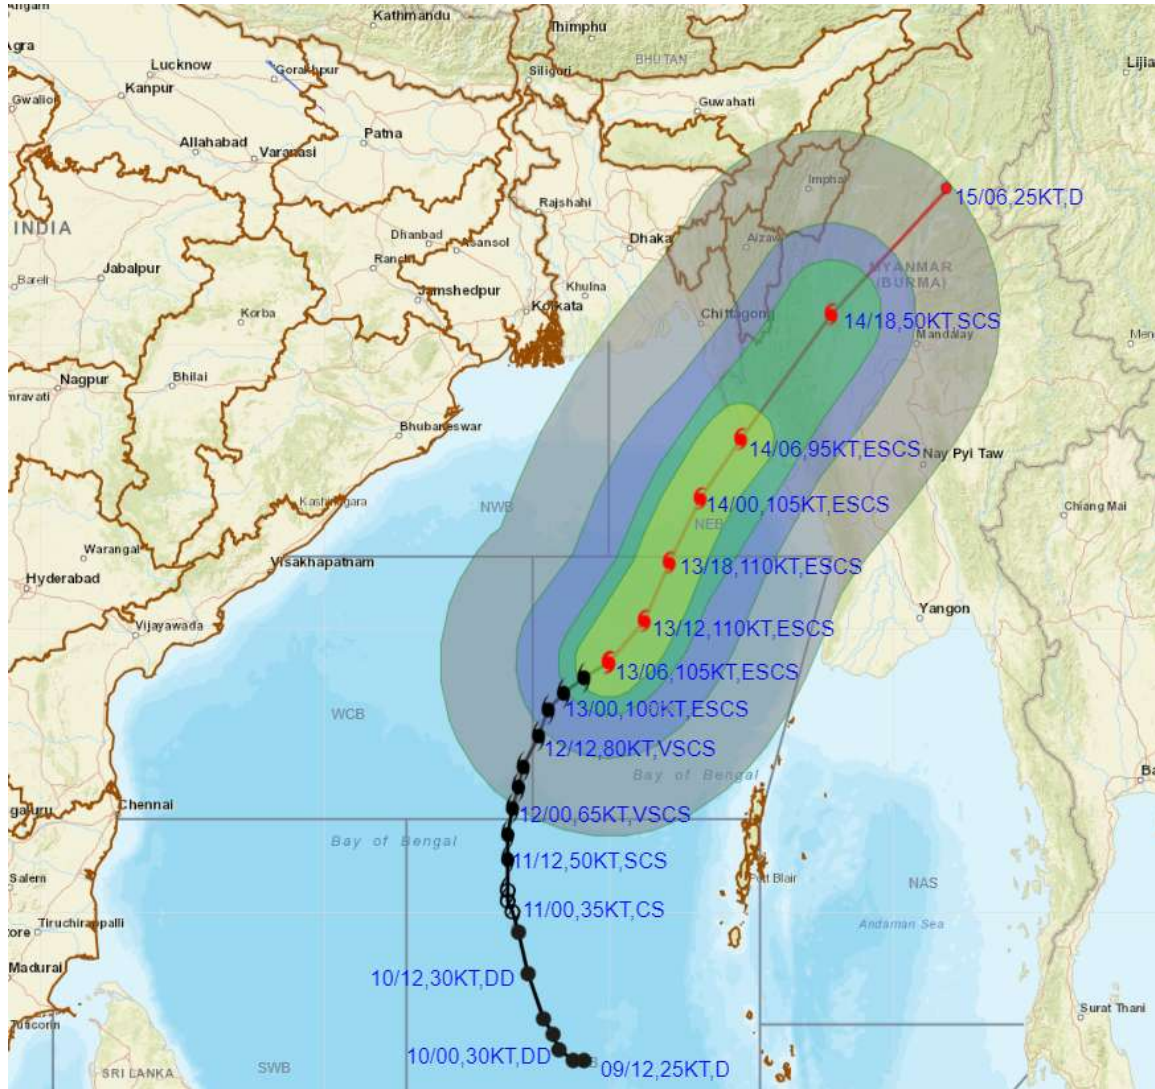 Kathmandu
Thimphu
Lucknow
Gorakhpur
BHUTAN
Siliguri
Gwalior
Kanpur
Guwahati
Patna
Allahabad
Varanasi
Imphal
15/06,25KT,D
Rajshahi
INDIA
Dhanbad
Asansol
Dhaka
Aizawl
Bareli
Jabalpur
Ranchi
MYANMAR
(BURMA)
Jamshedpur
Khulna
Kolkata
Korba
Chittagong
14/18,50KT,SCS
Mandalay
Nagpur
Bhilai
Bhubaneswar
14/06,95KT,ESCS
Nay Pyi Taw
NWB
14/00,105KT,ESCS
NEB
Chiang Mai
Warangal
Visakhapatnam
13/18,110KT,ESCS
Hyderabad
Yangon
Vijayawada
13/12,110KT,ESCS
13/06,105KT,ESCS
13/00,100KT,ESCS
WCB
12/12,80KT,VSCS
Bay of Bengal
Chennai
12/00,65KT,VSCS
Bay of Bengal
11/12,50KT,SCS
Salem
Port Blair
NAS
11/00,35KT,CS
Tiruchirappalli
Andaman Sea
Madurai
10/12,30KT,DD
Surat Thani
Tuticorin
10/00,30KT,DD
SRI LANKA
SWB
09/12,25KT,D